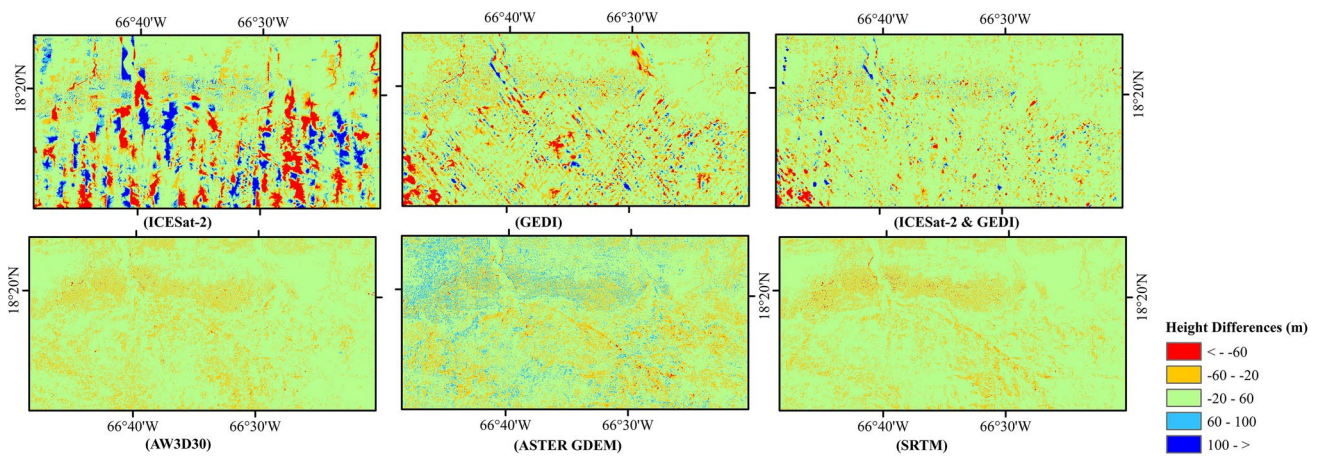 66°40'W 66°30'W 66°40'W 66°30'W 66°40'W 66°30'W
18°20'N 18°20'N
(ICESat-2) (GEDI) (ICESat-2 & GEDI)
18°20'N 18°20'N 18°20'N
66°40'W 66°30'W 66°40'W 66°30'W 66°40'W 66°30'W
(AW3D30) (ASTER GDEM) (SRTM)
Height Differences (m)
< - -60
-60 - -20
-20 - 60
60 - 100
100 - >